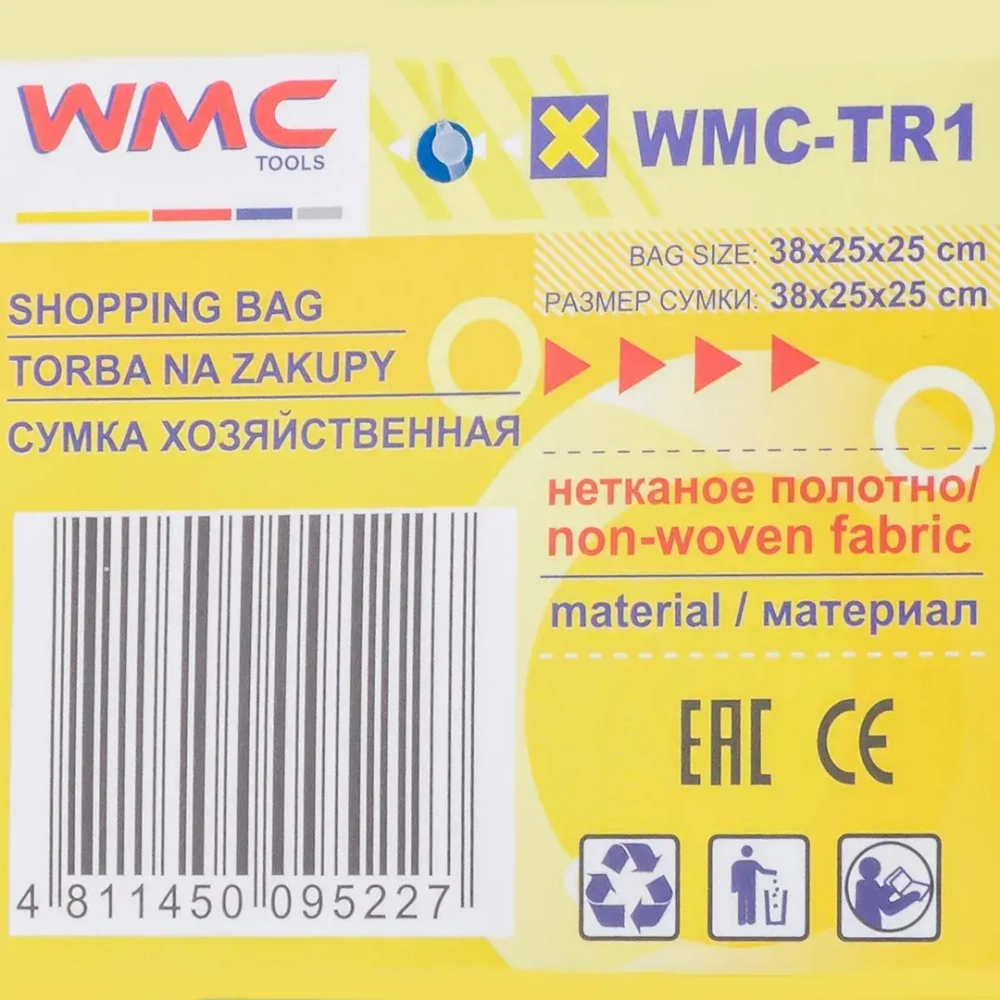 WMC
TOOLS
WMC-TR1
BAG SIZE: 38x25x25 cm
РАЗМЕР СУМКИ: 38x25x25 cm
SHOPPING BAG
TORBA NA ZAKUPY
СУМКА ХОЗЯЙСТВЕННАЯ
нетканое полотно/
non-woven fabric
material / материал
EAC CE
4 811450 095227